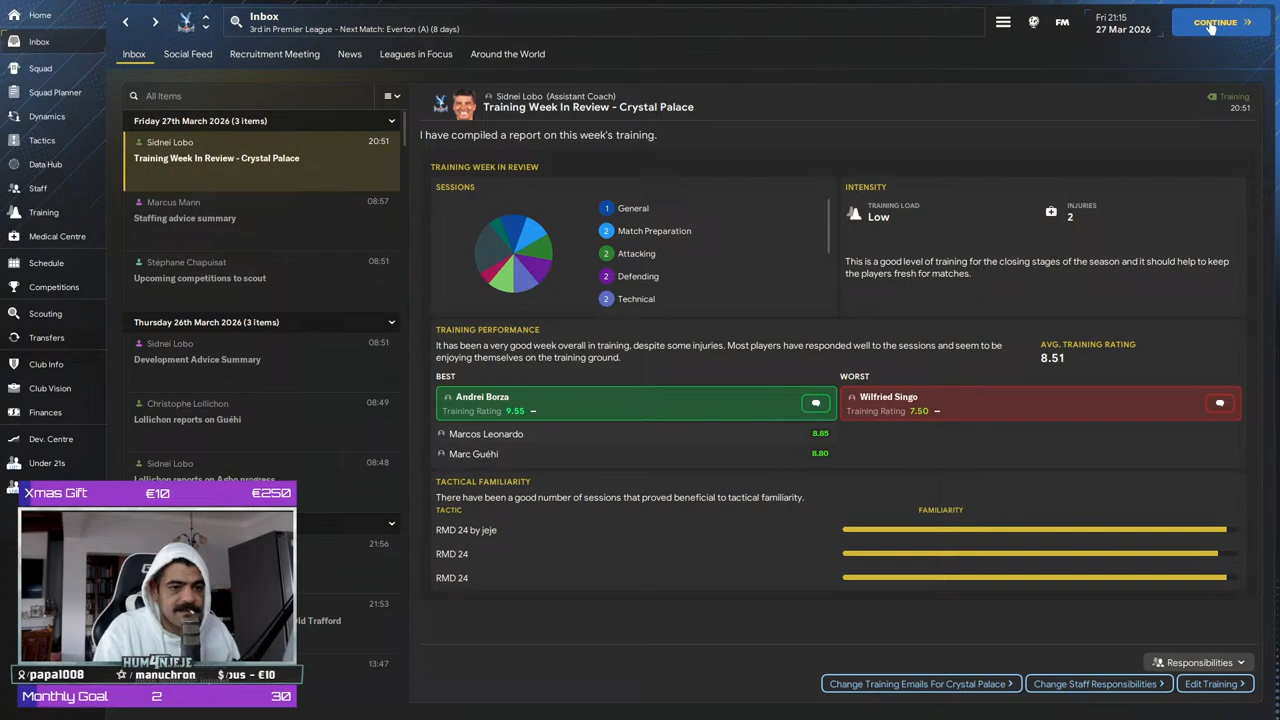 Home
Inbox
Squad
Squad Planner
Dynamics
Tactics
Data Hub
Staff
Training
Medical Centre
Schedule
Competitions
Scouting
Transfers
Club Info
Club Vision
Finances
Dev. Centre
Under 21s
Inbox
3rd in Premier League - Next Match: Everton (A) (8 days)
FM
Fri 21:15
27 Mar 2026
CONTINUE
Inbox
Social Feed
Recruitment Meeting
News
Leagues in Focus
Around the World
All Items
Friday 27th March 2026 (3 items)
Sidnei Lobo 20:51
Training Week In Review - Crystal Palace
Marcus Mann 08:57
Staffing advice summary
Stéphane Chapuisat 08:51
Upcoming competitions to scout
Thursday 26th March 2026 (3 items)
Sidnei Lobo 08:51
Development Advice Summary
Christophe Lollichon 08:49
Lollichon reports on Guéhi
Sidnei Lobo 08:48
Lollichon reports on Agbo progress
21:56
21:53
Old Trafford
13:47
Sidnei Lobo (Assistant Coach)
Training Week In Review - Crystal Palace
Training
20:51
I have compiled a report on this week's training.
TRAINING WEEK IN REVIEW
SESSIONS
1 General
2 Match Preparation
2 Attacking
2 Defending
2 Technical
INTENSITY
TRAINING LOAD
Low
INJURIES
2
This is a good level of training for the closing stages of the season and it should help to keep
the players fresh for matches.
TRAINING PERFORMANCE
It has been a very good week overall in training, despite some injuries. Most players have responded well to the sessions and seem to be
enjoying themselves on the training ground.
AVG. TRAINING RATING
8.51
BEST
Andrei Borza
Training Rating 9.55 –
Marcos Leonardo 8.85
Marc Guéhi 8.80
WORST
Wilfried Singo
Training Rating 7.50 –
TACTICAL FAMILIARITY
There have been a good number of sessions that proved beneficial to tactical familiarity.
TACTIC FAMILIARITY
RMD 24 by jeje
RMD 24
RMD 24
Responsibilities
Change Training Emails For Crystal Palace
Change Staff Responsibilities
Edit Training
Xmas Gift €10 €250
HUM4NJEJE
papa1008
manuchron
pus - €10
Monthly Goal 2 30